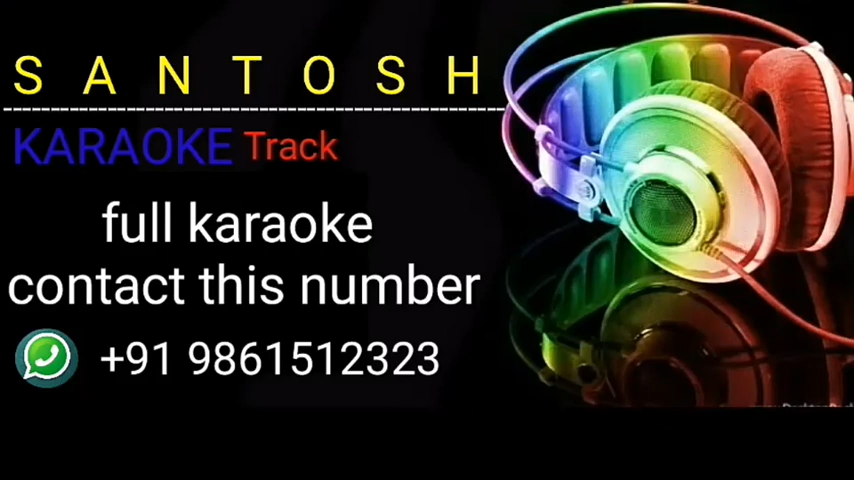 S A N T O S H
KARAOKE Track
full karaoke
contact this number
+91 9861512323